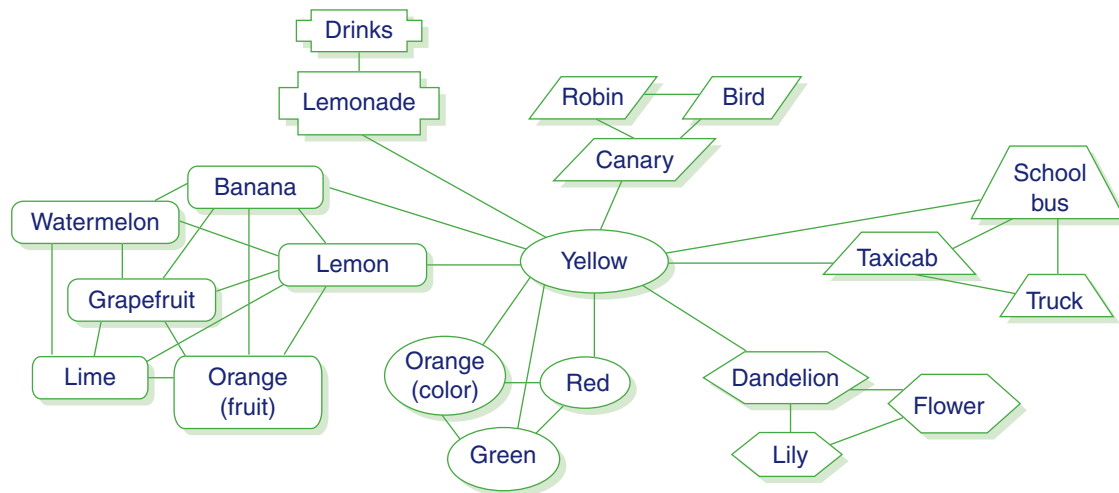 Drinks
Lemonade
Robin
Bird
Canary
School
bus
Banana
Watermelon
Lemon
Yellow
Taxicab
Grapefruit
Truck
Lime
Orange
(fruit)
Orange
(color)
Red
Dandelion
Flower
Green
Lily